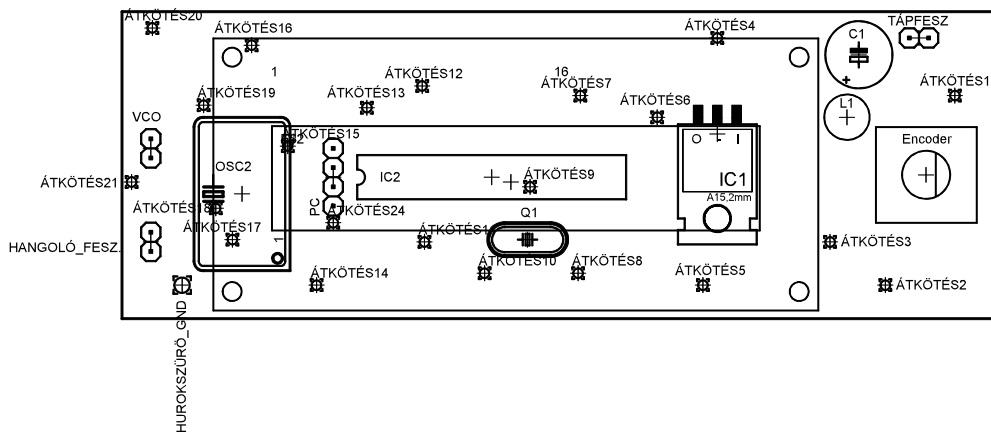 ÁTKÖTÉS20
ÁTKÖTÉS16
ÁTKÖTÉS4
TÁPFESZ
C1
+
1
ÁTKÖTÉS12
16
ÁTKÖTÉS7
ÁTKÖTÉS1
ÁTKÖTÉS19
ÁTKÖTÉS13
ÁTKÖTÉS6
L1
VCO
ÁTKÖTÉS15
O - I
Encoder
OSC2
IC2
IC1
ÁTKÖTÉS21
ÁTKÖTÉS9
A15,2mm
ÁTKÖTÉS18
PC
ÁTKÖTÉS24
Q1
ÁTKÖTÉS17
1
ÁTKÖTÉS1
HANGOLÓ_FESZ.
ÁTKÖTÉS3
ÁTKÖTÉS14
ÁTKÖTÉS10
ÁTKÖTÉS8
ÁTKÖTÉS5
ÁTKÖTÉS2
HUROKSZŰRŐ_GND